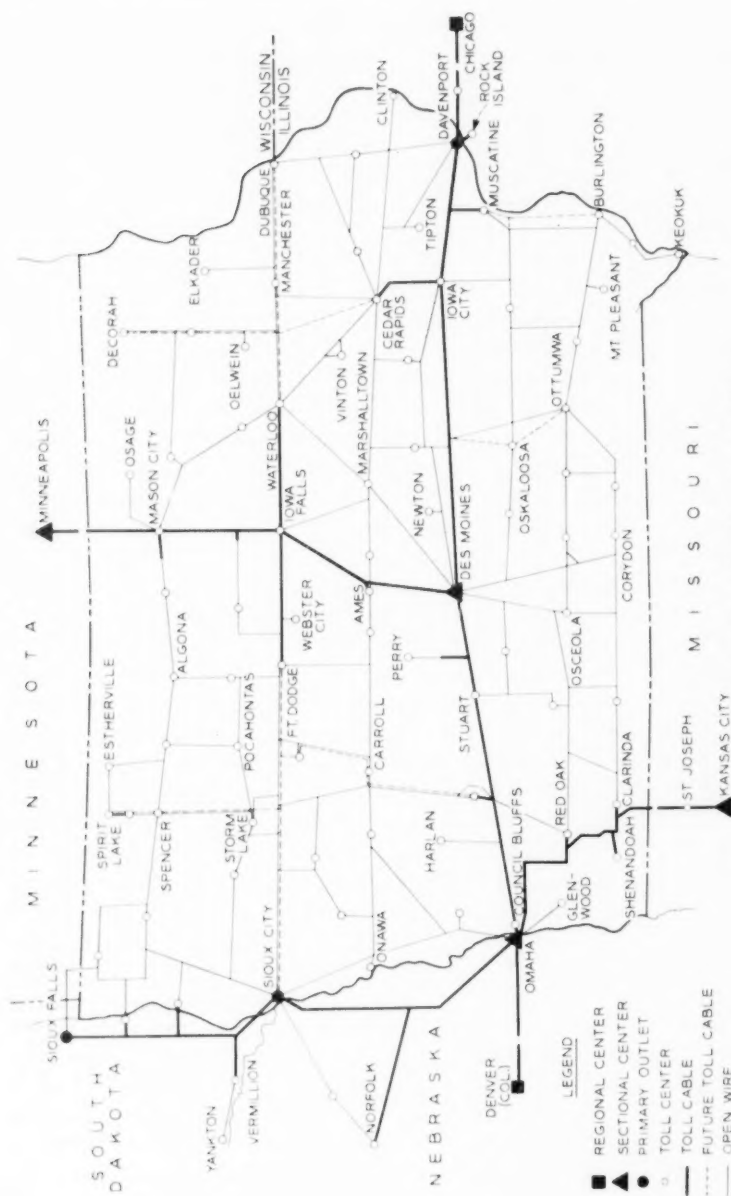 MINNESOTA
SOUTH
DAKOTA
NEBRASKA
MISSOURI
WISCONSIN
ILLINOIS
SIOUX FALLS
MINNEAPOLIS
SPIRIT
LAKE
ESTHERVILLE
OSAGE
DECORAH
SPENCER
ALGONA
MASON CITY
ELKADER
YANKTON
VERMILLION
STORM
LAKE
POCAHONTAS
OELWEIN
SIOUX CITY
FT. DODGE
WEBSTER
CITY
IOWA
FALLS
WATERLOO
MANCHESTER
DUBUQUE
NORFOLK
ONAWA
CARROLL
AMES
MARSHALLTOWN
VINTON
CEDAR
RAPIDS
CLINTON
HARLAN
PERRY
NEWTON
TIPTON
DENVER
(COL.)
OMAHA
COUNCIL BLUFFS
STUART
DES MOINES
IOWA
CITY
DAVENPORT
CHICAGO
ROCK
ISLAND
MUSCATINE
GLEN-
WOOD
RED OAK
OSCEOLA
OSKALOOSA
OTTUMWA
MT PLEASANT
BURLINGTON
SHENANDOAH
CLARINDA
CORYDON
KEOKUK
ST JOSEPH
KANSAS CITY
LEGEND
REGIONAL CENTER
SECTIONAL CENTER
PRIMARY OUTLET
TOLL CENTER
TOLL CABLE
FUTURE TOLL CABLE
OPEN WIRE